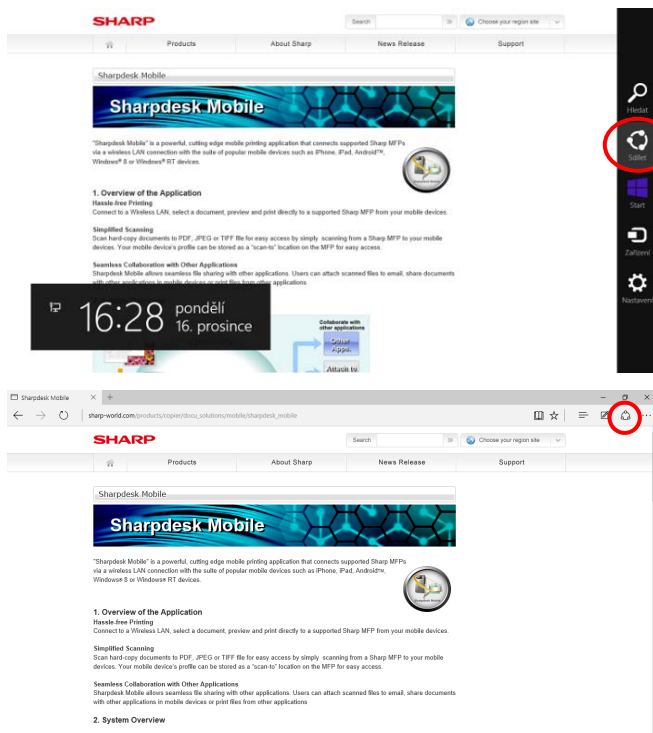 SHARP
Search
Choose your region site
Products About Sharp News Release Support
Sharpdesk Mobile
Sharpdesk Mobile
"Sharpdesk Mobile" is a powerful, cutting edge mobile printing application that connects supported Sharp MFPs
via a wireless LAN connection with the suite of popular mobile devices such as iPhone, iPad, Android™,
Windows® 8 or Windows® RT devices.
1. Overview of the Application
Hassle-free Printing
Connect to a Wireless LAN, select a document, preview and print directly to a supported Sharp MFP from your mobile devices.
Simplified Scanning
Scan hard-copy documents to PDF, JPEG or TIFF file for easy access by simply scanning from a Sharp MFP to your mobile
devices. Your mobile device's profile can be stored as a "scan-to" location on the MFP for easy access.
Seamless Collaboration with Other Applications
Sharpdesk Mobile allows seamless file sharing with other applications. Users can attach scanned files to email, share documents
with other applications in mobile devices or print files from other applications
Collaborate with
other applications
Other
Appli.
Attach to
16:28
pondělí
16. prosince
Hledat
Sdílet
Start
Zařízení
Nastavení
Sharpdesk Mobile
sharp-world.com/products/copier/docu_solutions/mobile/sharpdesk_mobile
SHARP
Search
Choose your region site
Products About Sharp News Release Support
Sharpdesk Mobile
Sharpdesk Mobile
"Sharpdesk Mobile" is a powerful, cutting edge mobile printing application that connects supported Sharp MFPs
via a wireless LAN connection with the suite of popular mobile devices such as iPhone, iPad, Android™,
Windows® 8 or Windows® RT devices.
1. Overview of the Application
Hassle-free Printing
Connect to a Wireless LAN, select a document, preview and print directly to a supported Sharp MFP from your mobile devices.
Simplified Scanning
Scan hard-copy documents to PDF, JPEG or TIFF file for easy access by simply scanning from a Sharp MFP to your mobile
devices. Your mobile device's profile can be stored as a "scan-to" location on the MFP for easy access.
Seamless Collaboration with Other Applications
Sharpdesk Mobile allows seamless file sharing with other applications. Users can attach scanned files to email, share documents
with other applications in mobile devices or print files from other applications
2. System Overview